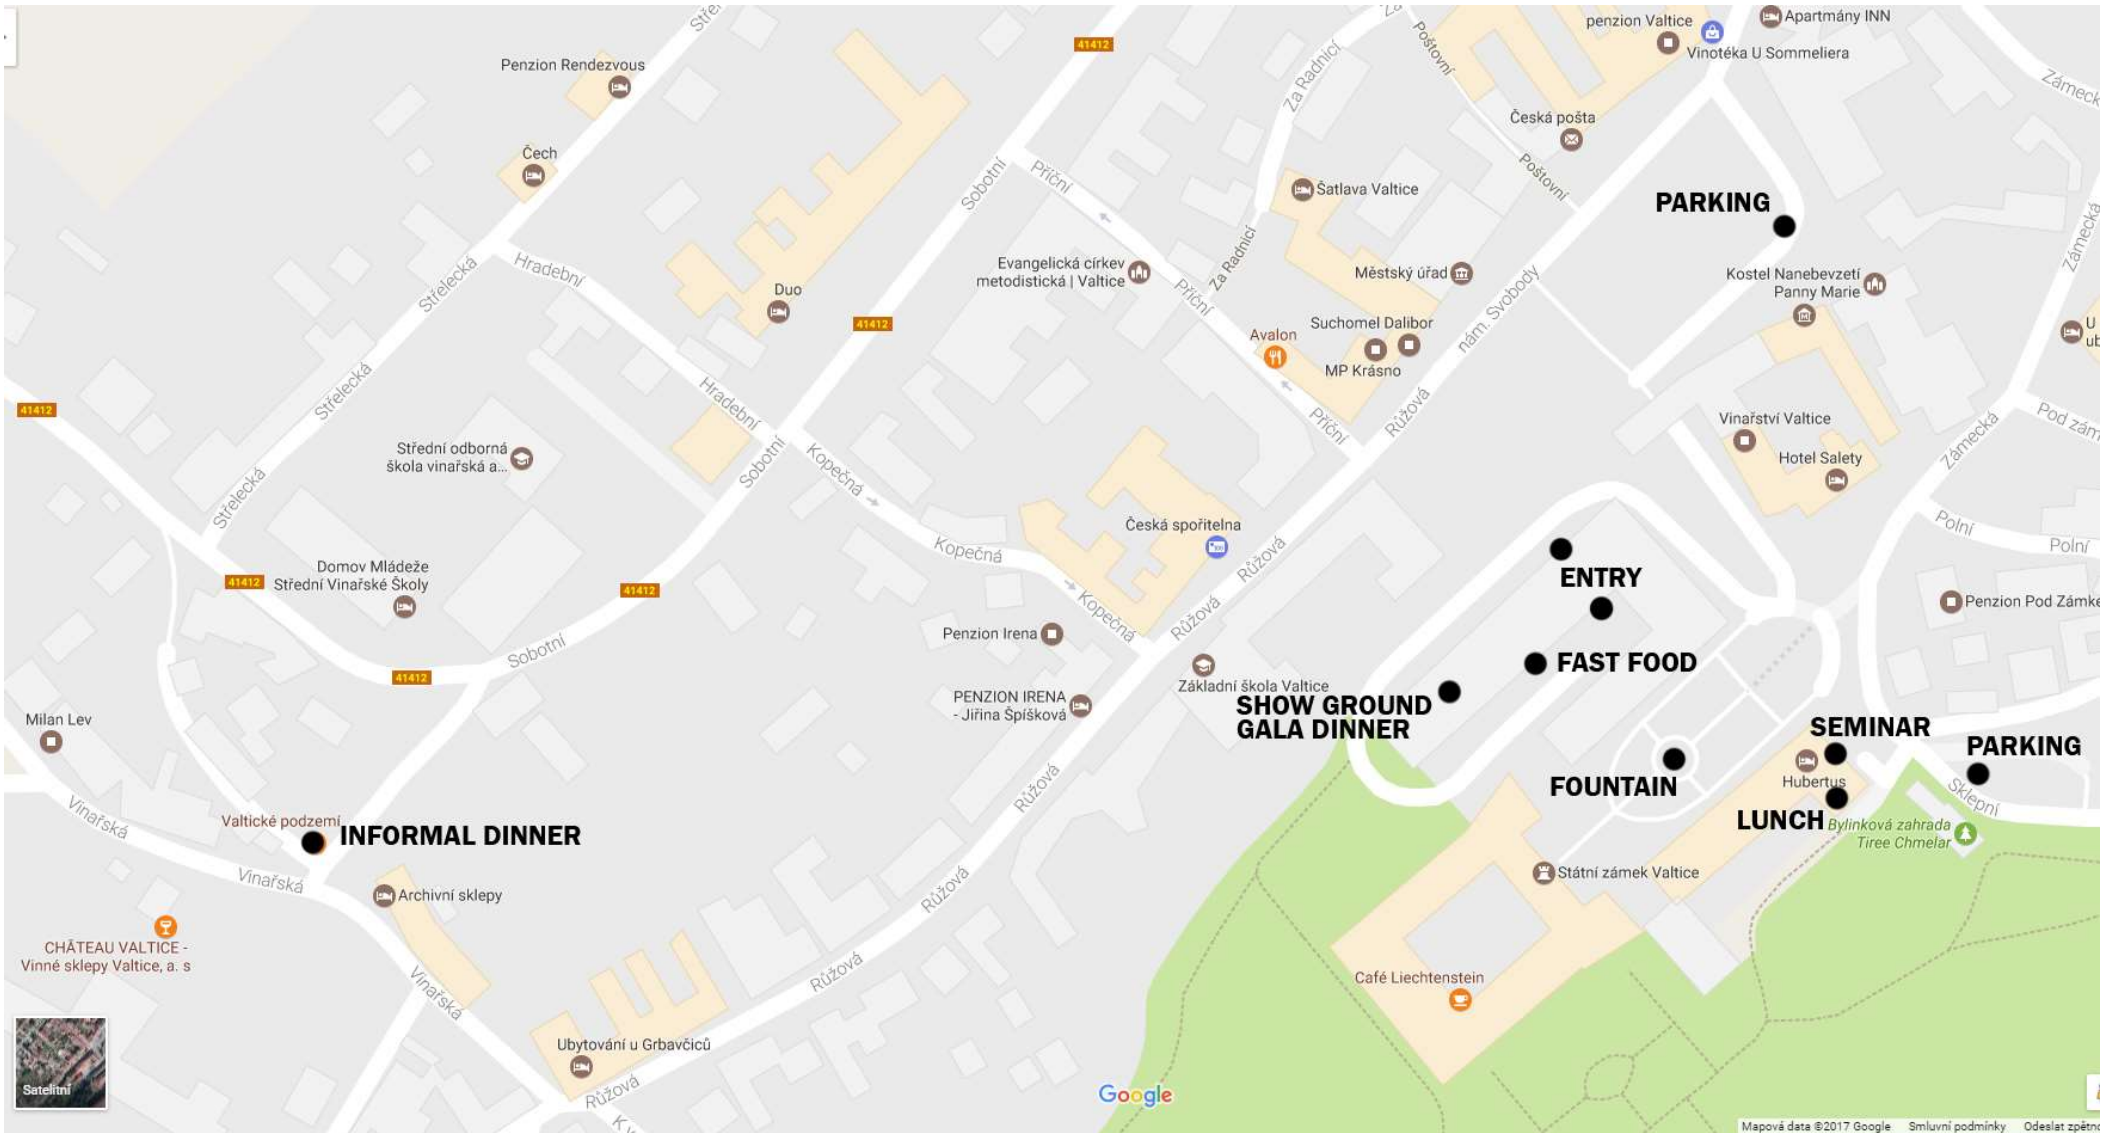 Stře
Za
penzion Valtice
Apartmány INN
Vinotéka U Sommeliera
41412
Penzion Rendezvous
Poštovní
Za Radnicí
Zámeck
Česká pošta
Čech
Poštovní
Sobotní
Příční
Šatlava Valtice
PARKING
Zámecká
Hradební
Střelecká
Evangelická církev
metodistická | Valtice
Za Radnicí
Městský úřad
Kostel Nanebevzetí
Panny Marie
Duo
Příční
nám. Svobody
41412
Suchomel Dalibor
Avalon
MP Krásno
U
ub
Střelecká
Hradební
41412
Příční
Růžová
Vinařství Valtice
Pod zám
Střední odborná
škola vinařská a...
Kopečná
Sobotní
Hotel Salety
Zámecká
Střelecká
Česká spořitelna
Polní
Polní
Kopečná
Růžová
Domov Mládeže
Střední Vinařské Školy
41412
41412
ENTRY
Kopečná
Růžová
Penzion Pod Zámke
Penzion Irena
Sobotní
41412
FAST FOOD
Základní škola Valtice
PENZION IRENA
- Jiřina Špíšková
SHOW GROUND
GALA DINNER
Milan Lev
SEMINAR
PARKING
Růžová
FOUNTAIN
Hubertus
Sklepní
Vinařská
Valtické podzemí
INFORMAL DINNER
LUNCH
Bylinková zahrada
Tiree Chmelar
Vinařská
Růžová
Státní zámek Valtice
Archivní sklepy
CHÂTEAU VALTICE -
Vinné sklepy Valtice, a. s
Růžová
Café Liechtenstein
Vinařská
Ubytování u Grbavčiců
Satelitní
Růžová
Google
K v
Mapová data ©2017 Google
Smluvní podmínky
Odeslat zpětno